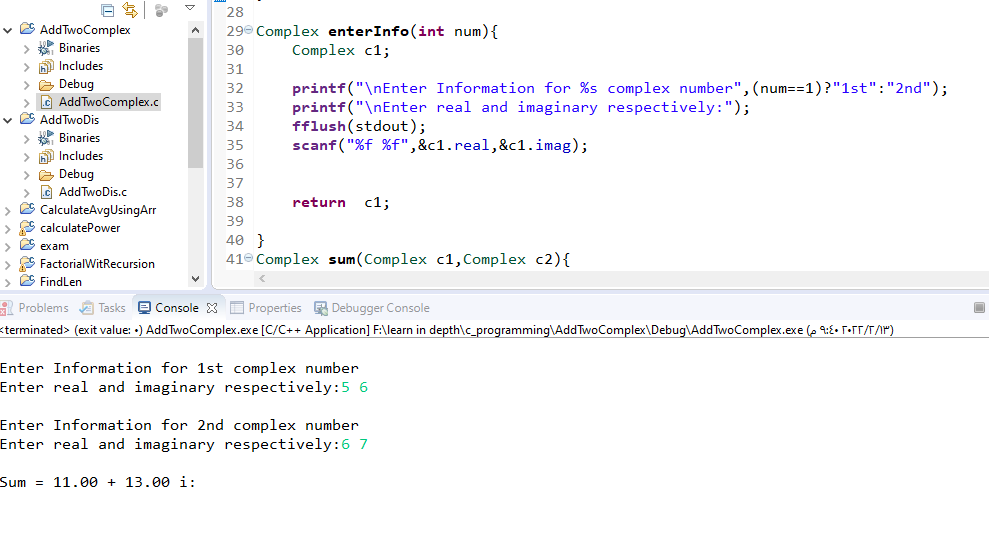 AddTwoComplex
Binaries
Includes
Debug
AddTwoComplex.c
AddTwoDis
Binaries
Includes
Debug
AddTwoDis.c
CalculateAvgUsingArr
calculatePower
exam
FactorialWitRecursion
FindLen
28
29 Complex enterInfo(int num){
30 Complex c1;
31
32 printf("\nEnter Information for %s complex number",(num==1)?"1st":"2nd");
33 printf("\nEnter real and imaginary respectively:");
34 fflush(stdout);
35 scanf("%f %f",&c1.real,&c1.imag);
36
37
38 return c1;
39
40 }
41 Complex sum(Complex c1,Complex c2){
Problems Tasks Console Properties Debugger Console
<terminated> (exit value: ٠) AddTwoComplex.exe [C/C++ Application] F:\learn in depth\c_programming\AddTwoComplex\Debug\AddTwoComplex.exe (٢٠٢٢/٢/١٣ ٩:٤٠ م)
Enter Information for 1st complex number
Enter real and imaginary respectively:5 6
Enter Information for 2nd complex number
Enter real and imaginary respectively:6 7
Sum = 11.00 + 13.00 i: